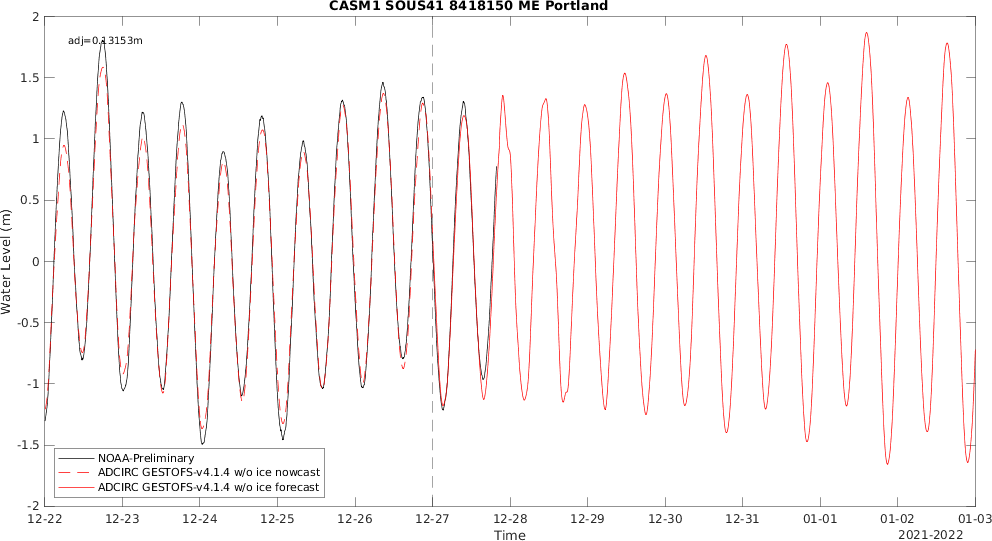 CASM1 SOUS41 8418150 ME Portland
adj=0.13153m
2
1.5
1
0.5
0
-0.5
-1
-1.5
-2
Water Level (m)
NOAA-Preliminary
ADCIRC GESTOFS-v4.1.4 w/o ice nowcast
ADCIRC GESTOFS-v4.1.4 w/o ice forecast
12-22 12-23 12-24 12-25 12-26 12-27 12-28 12-29 12-30 12-31 01-01 01-02 01-03
Time
2021-2022